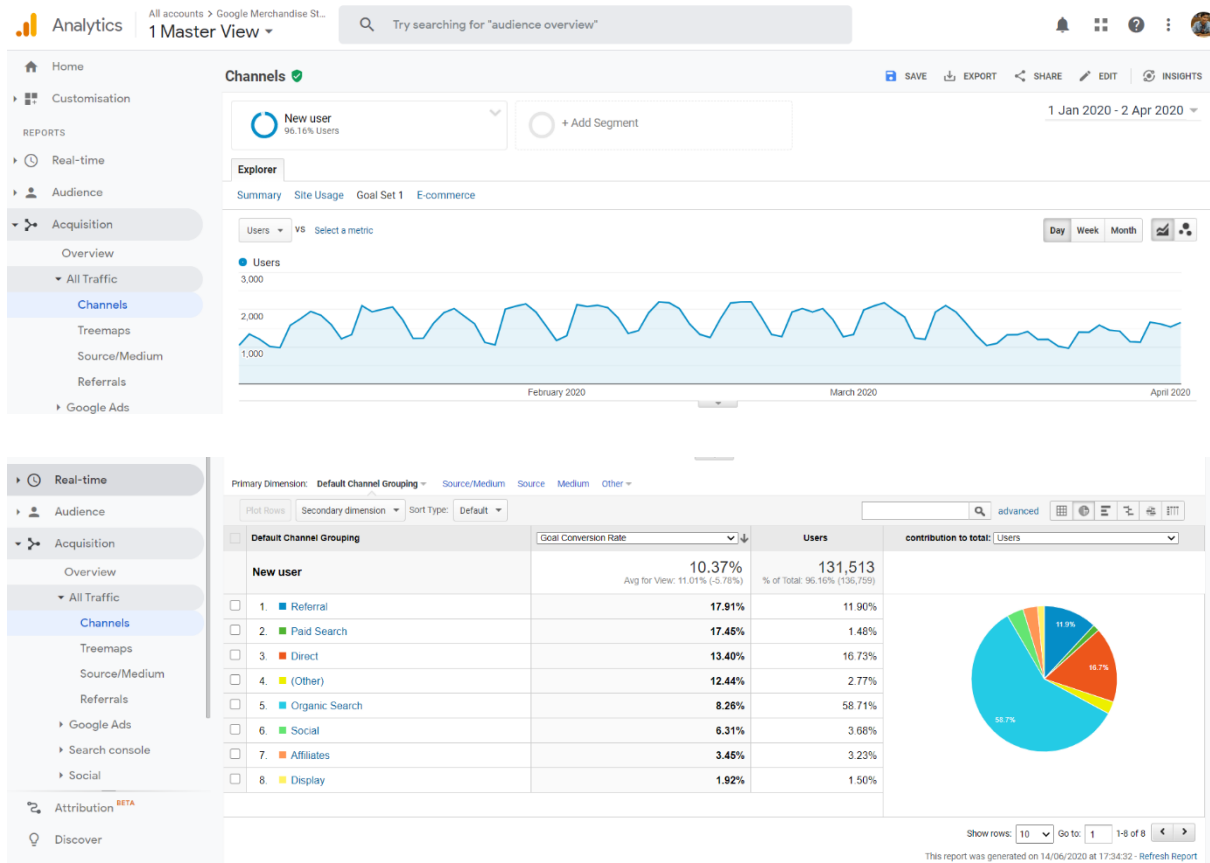 All accounts > Google Merchandise St...
Analytics
1 Master View
Try searching for "audience overview"
Home
Customisation
REPORTS
Real-time
Audience
Acquisition
Overview
All Traffic
Channels
Treemaps
Source/Medium
Referrals
Google Ads
Channels
SAVE EXPORT SHARE EDIT INSIGHTS
New user
96.16% Users
+ Add Segment
1 Jan 2020 - 2 Apr 2020
Explorer
Summary Site Usage Goal Set 1 E-commerce
Users VS Select a metric
Day Week Month
Users
3,000
2,000
1,000
February 2020 March 2020 April 2020
Real-time
Audience
Acquisition
Overview
All Traffic
Channels
Treemaps
Source/Medium
Referrals
Google Ads
Search console
Social
Attribution BETA
Discover
Primary Dimension: Default Channel Grouping Source/Medium Source Medium Other
Plot Rows Secondary dimension Sort Type: Default advanced
Default Channel Grouping Goal Conversion Rate Users contribution to total: Users
New user 10.37% 131,513
Avg for View: 11.01% (-5.78%) % of Total: 96.16% (136,759)
1. Referral 17.91% 11.90%
2. Paid Search 17.45% 1.48%
3. Direct 13.40% 16.73%
4. (Other) 12.44% 2.77%
5. Organic Search 8.26% 58.71%
6. Social 6.31% 3.68%
7. Affiliates 3.45% 3.23%
8. Display 1.92% 1.50%
11.9%
16.7%
58.7%
Show rows: 10 Go to: 1 1-8 of 8
This report was generated on 14/06/2020 at 17:34:32 - Refresh Report